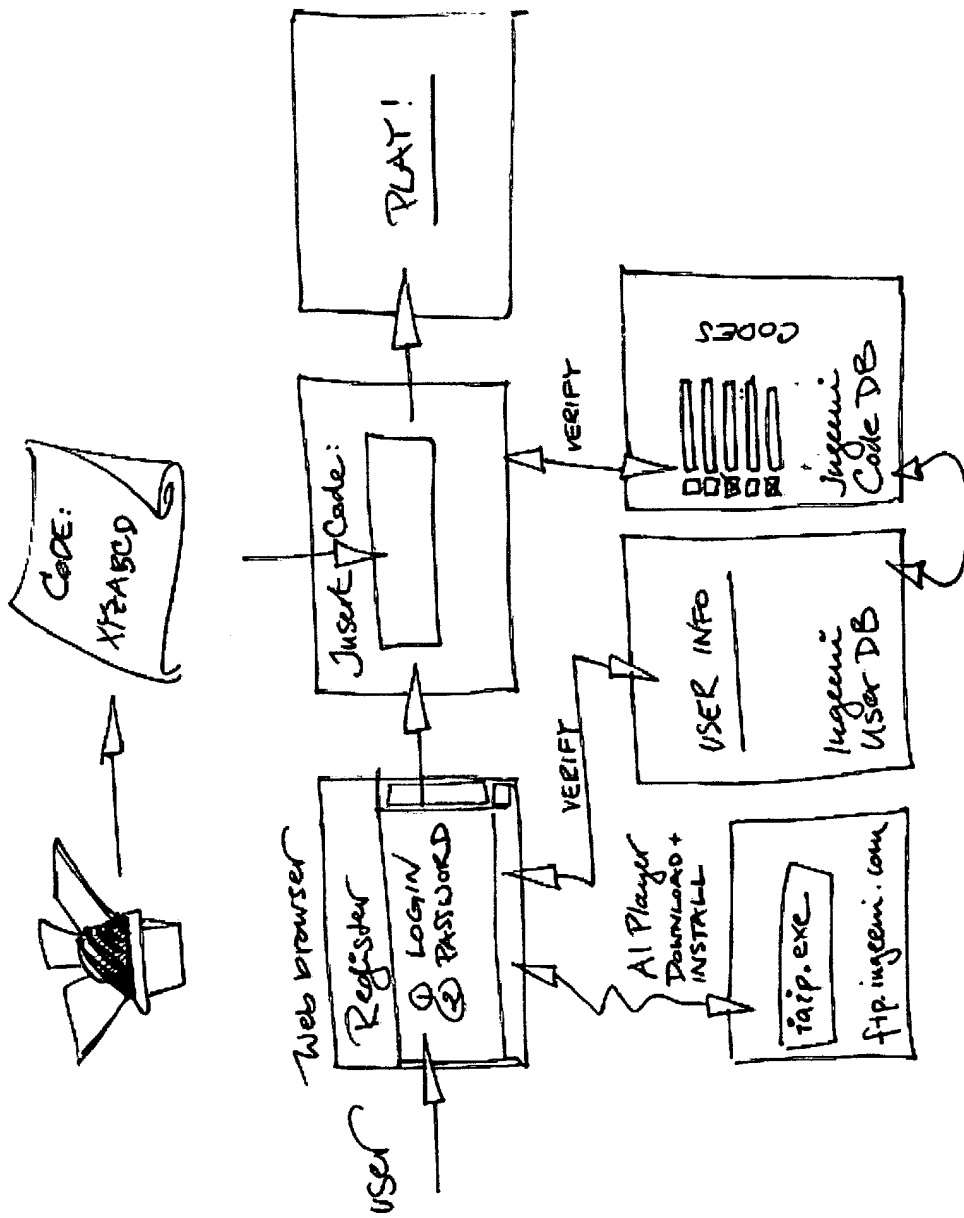 CODE:
XYZABCD
User
Web browser
Register
① LOGIN
② PASSWORD
Insert Code:
PLAY!
VERIFY
VERIFY
AI Player
DOWNLOAD +
INSTALL
iaip.exe
ftp.ingeeni.com
USER INFO
Ingeeni
User DB
CODES
Ingeeni
Code DB